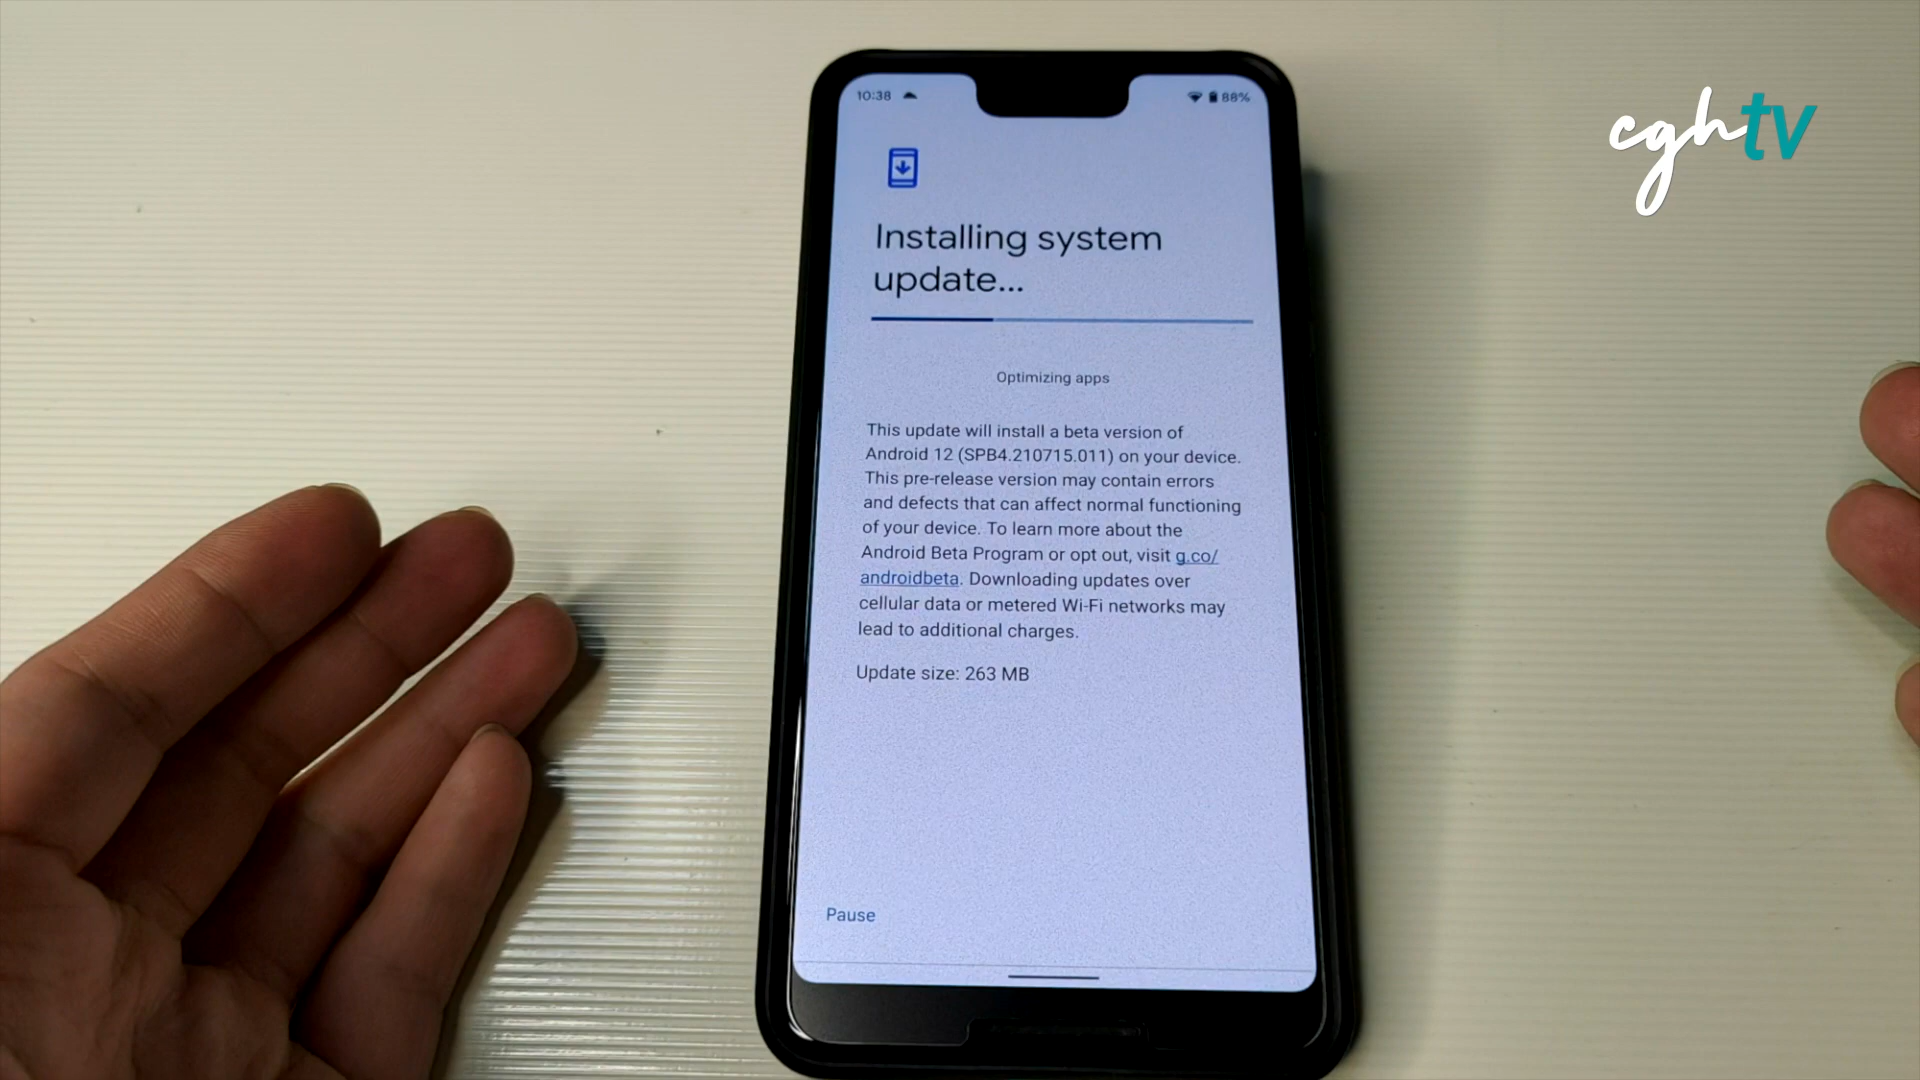 10:38
88%
cghtv
Installing system
update...
Optimizing apps
This update will install a beta version of
Android 12 (SPB4.210715.011) on your device.
This pre-release version may contain errors
and defects that can affect normal functioning
of your device. To learn more about the
Android Beta Program or opt out, visit g.co/
androidbeta. Downloading updates over
cellular data or metered Wi-Fi networks may
lead to additional charges.
Update size: 263 MB
Pause